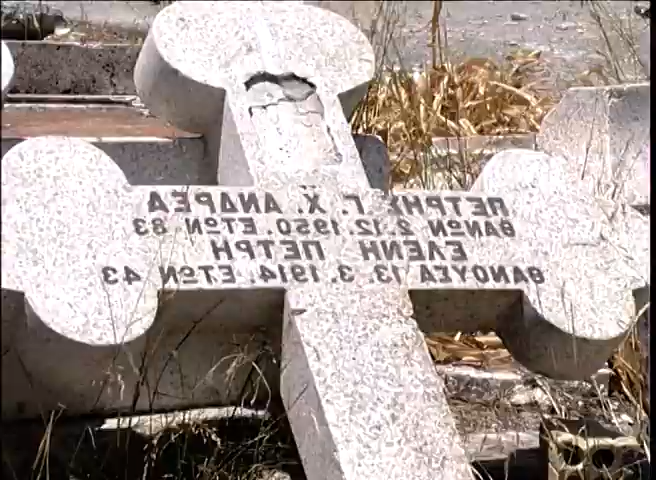 ΠΕΤΡΗΣ Γ. Χ. ΑΝΔΡΕΑ
ΘΑΝΩΝ 2.12.1950. ΕΤΩΝ 83
ΕΛΕΝΗ ΠΕΤΡΗ
ΘΑΝΟΥΣΑ 13.3.1914. ΕΤΩΝ 43